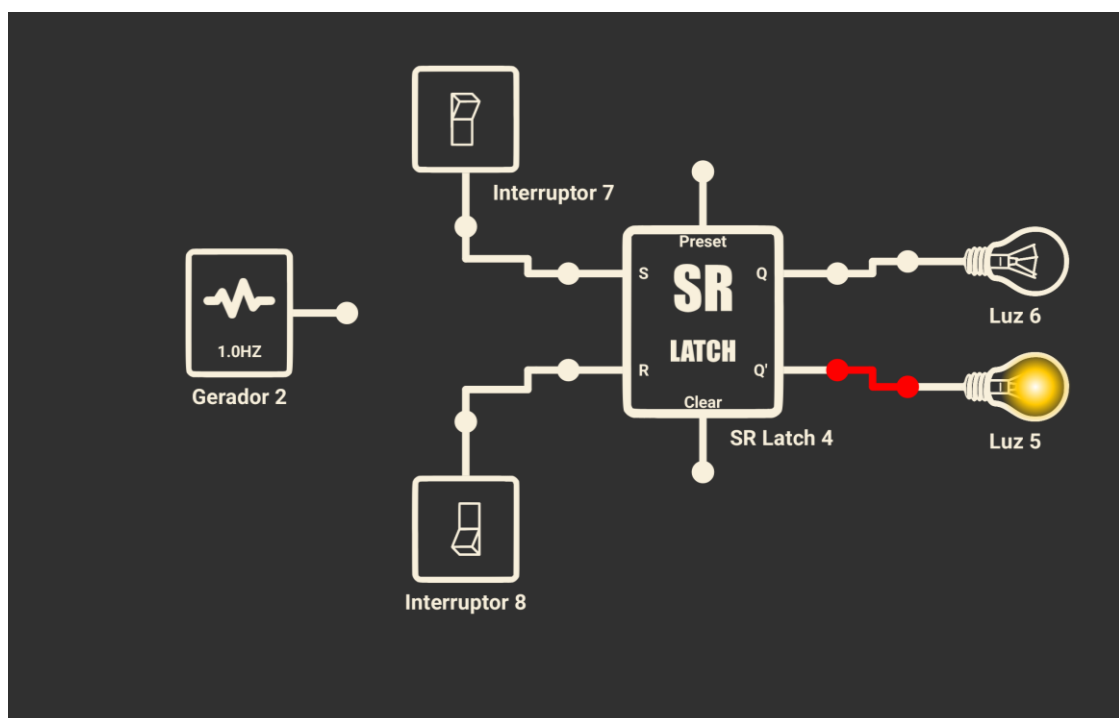 Interruptor 7
Preset
S
SR
Q
Luz 6
1.0HZ
LATCH
R
Q'
Gerador 2
Clear
SR Latch 4
Luz 5
Interruptor 8